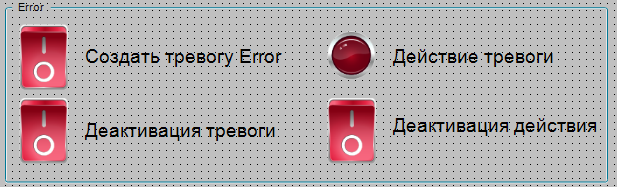 Error
Создать тревогу Error
Действие тревоги
Деактивация тревоги
Деактивация действия